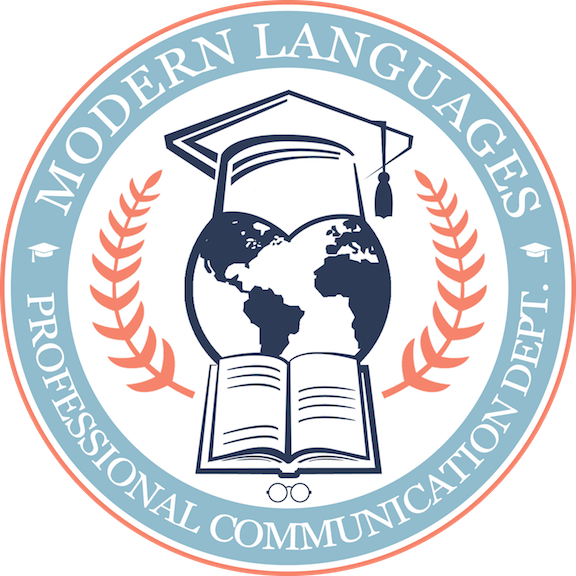 MODERN LANGUAGES
PROFESSIONAL COMMUNICATION DEPT.